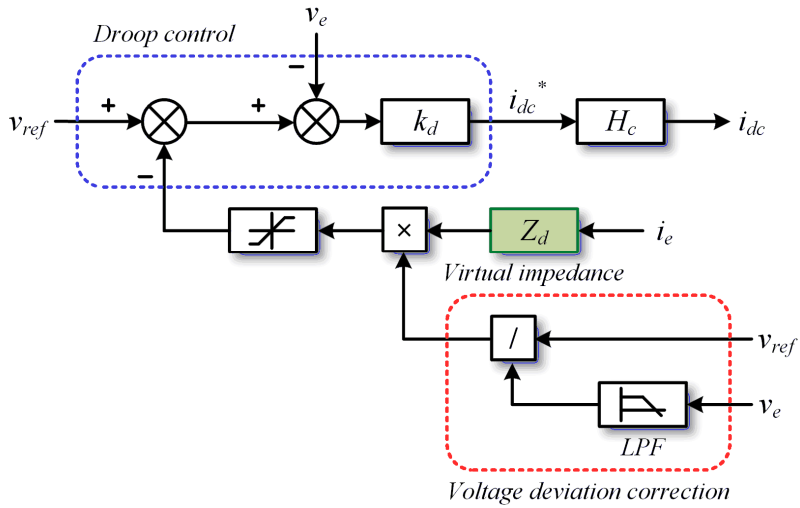 Droop control
v_e
−
v_ref
+
+
k_d
i_dc*
H_c
i_dc
−
×
Z_d
i_e
Virtual impedance
/
v_ref
v_e
LPF
Voltage deviation correction